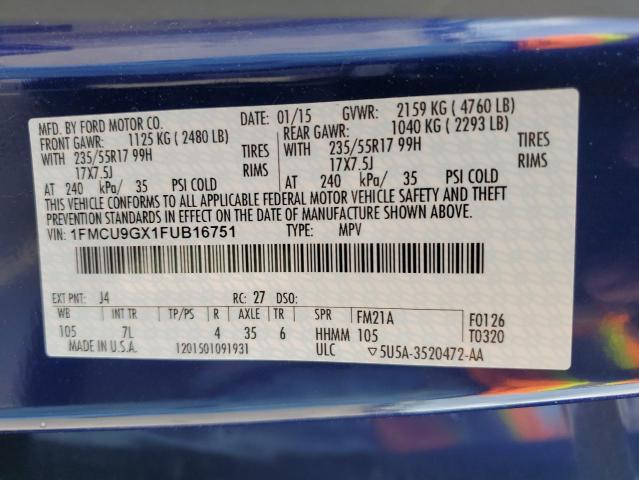 MFD. BY FORD MOTOR CO.
DATE: 01/15 GVWR: 2159 KG ( 4760 LB)
FRONT GAWR: 1125 KG ( 2480 LB) REAR GAWR: 1040 KG ( 2293 LB)
WITH 235/55R17 99H TIRES WITH 235/55R17 99H TIRES
17X7.5J RIMS 17X7.5J RIMS
AT 240 kPa/ 35 PSI COLD AT 240 kPa/ 35 PSI COLD
THIS VEHICLE CONFORMS TO ALL APPLICABLE FEDERAL MOTOR VEHICLE SAFETY AND THEFT
PREVENTION STANDARDS IN EFFECT ON THE DATE OF MANUFACTURE SHOWN ABOVE.
VIN: 1FMCU9GX1FUB16751 TYPE: MPV
EXT PNT: J4 RC: 27 DSO:
WB INT TR TP/PS R AXLE TR SPR FM21A F0126
105 7L 4 35 6 HHMM 105 T0320
MADE IN U.S.A. 1201501091931 ULC ▽5U5A-3520472-AA